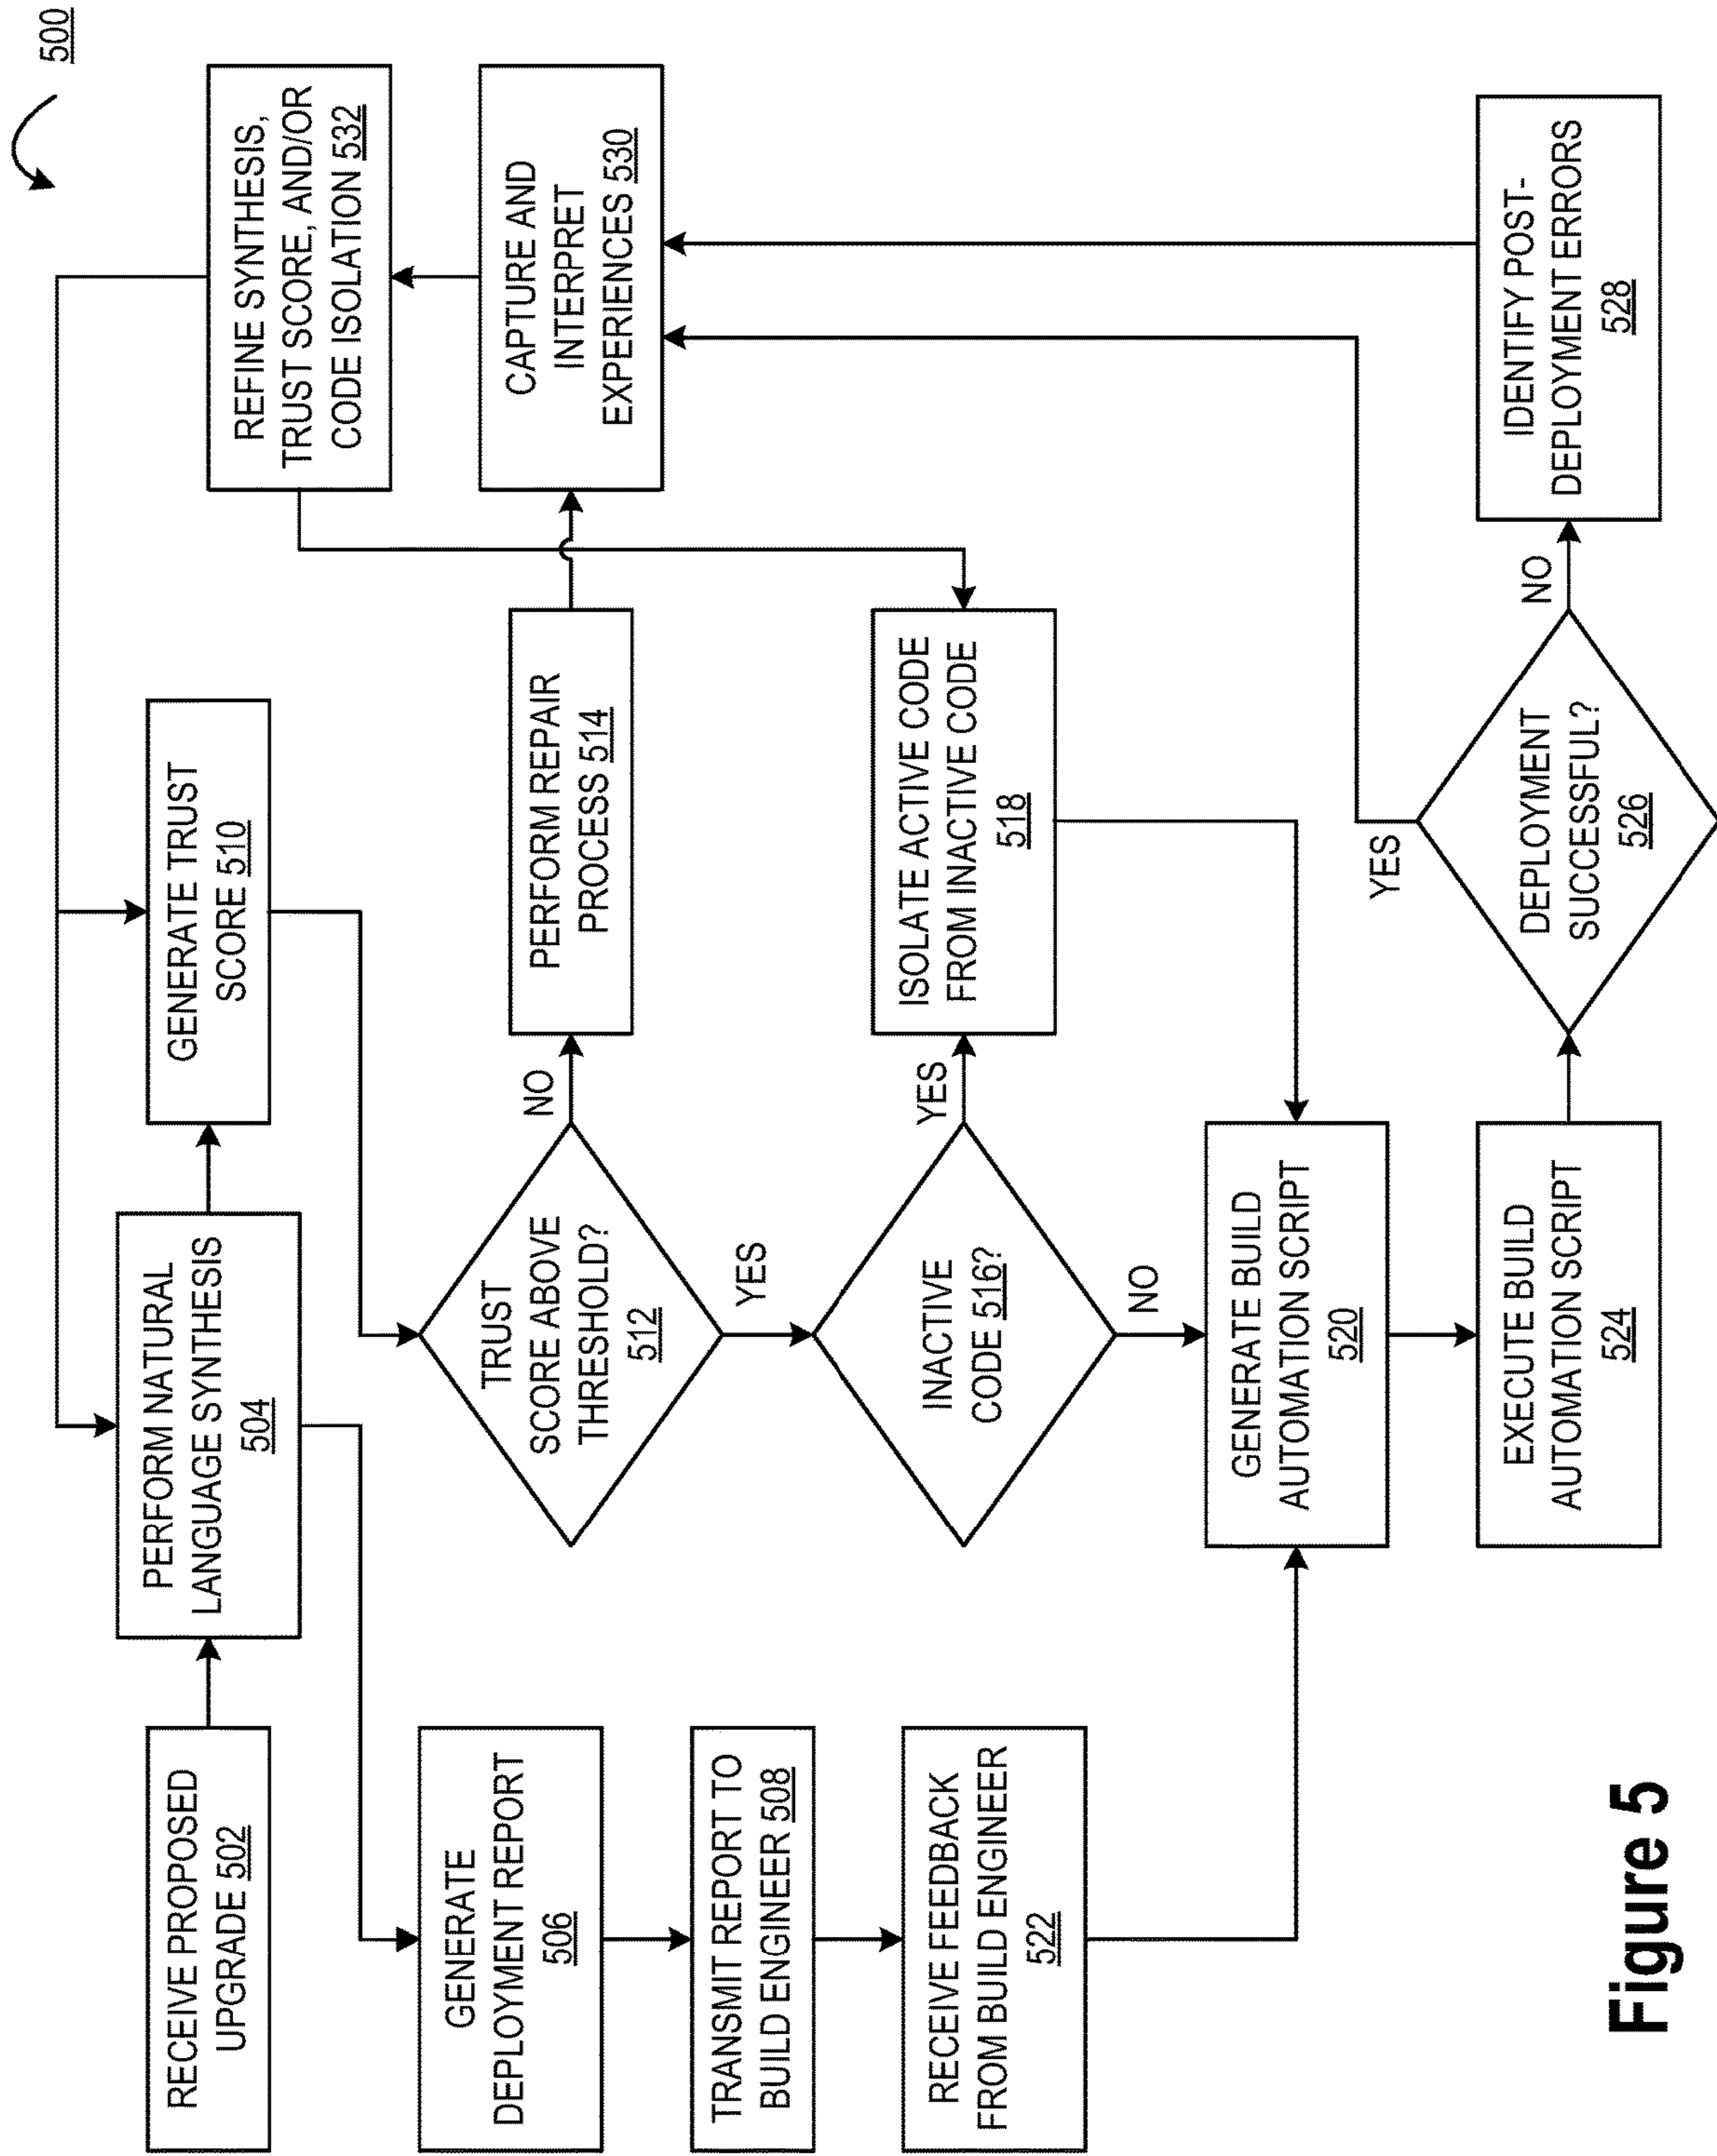 500
RECEIVE PROPOSED
UPGRADE 502
PERFORM NATURAL
LANGUAGE SYNTHESIS
504
GENERATE TRUST
SCORE 510
REFINE SYNTHESIS,
TRUST SCORE, AND/OR
CODE ISOLATION 532
GENERATE
DEPLOYMENT REPORT
506
TRUST
SCORE ABOVE
THRESHOLD?
512
NO
YES
PERFORM REPAIR
PROCESS 514
CAPTURE AND
INTERPRET
EXPERIENCES 530
TRANSMIT REPORT TO
BUILD ENGINEER 508
RECEIVE FEEDBACK
FROM BUILD ENGINEER
522
INACTIVE
CODE 516?
YES
NO
ISOLATE ACTIVE CODE
FROM INACTIVE CODE
518
GENERATE BUILD
AUTOMATION SCRIPT
520
EXECUTE BUILD
AUTOMATION SCRIPT
524
YES
DEPLOYMENT
SUCCESSFUL?
526
NO
IDENTIFY POST-
DEPLOYMENT ERRORS
528
Figure 5